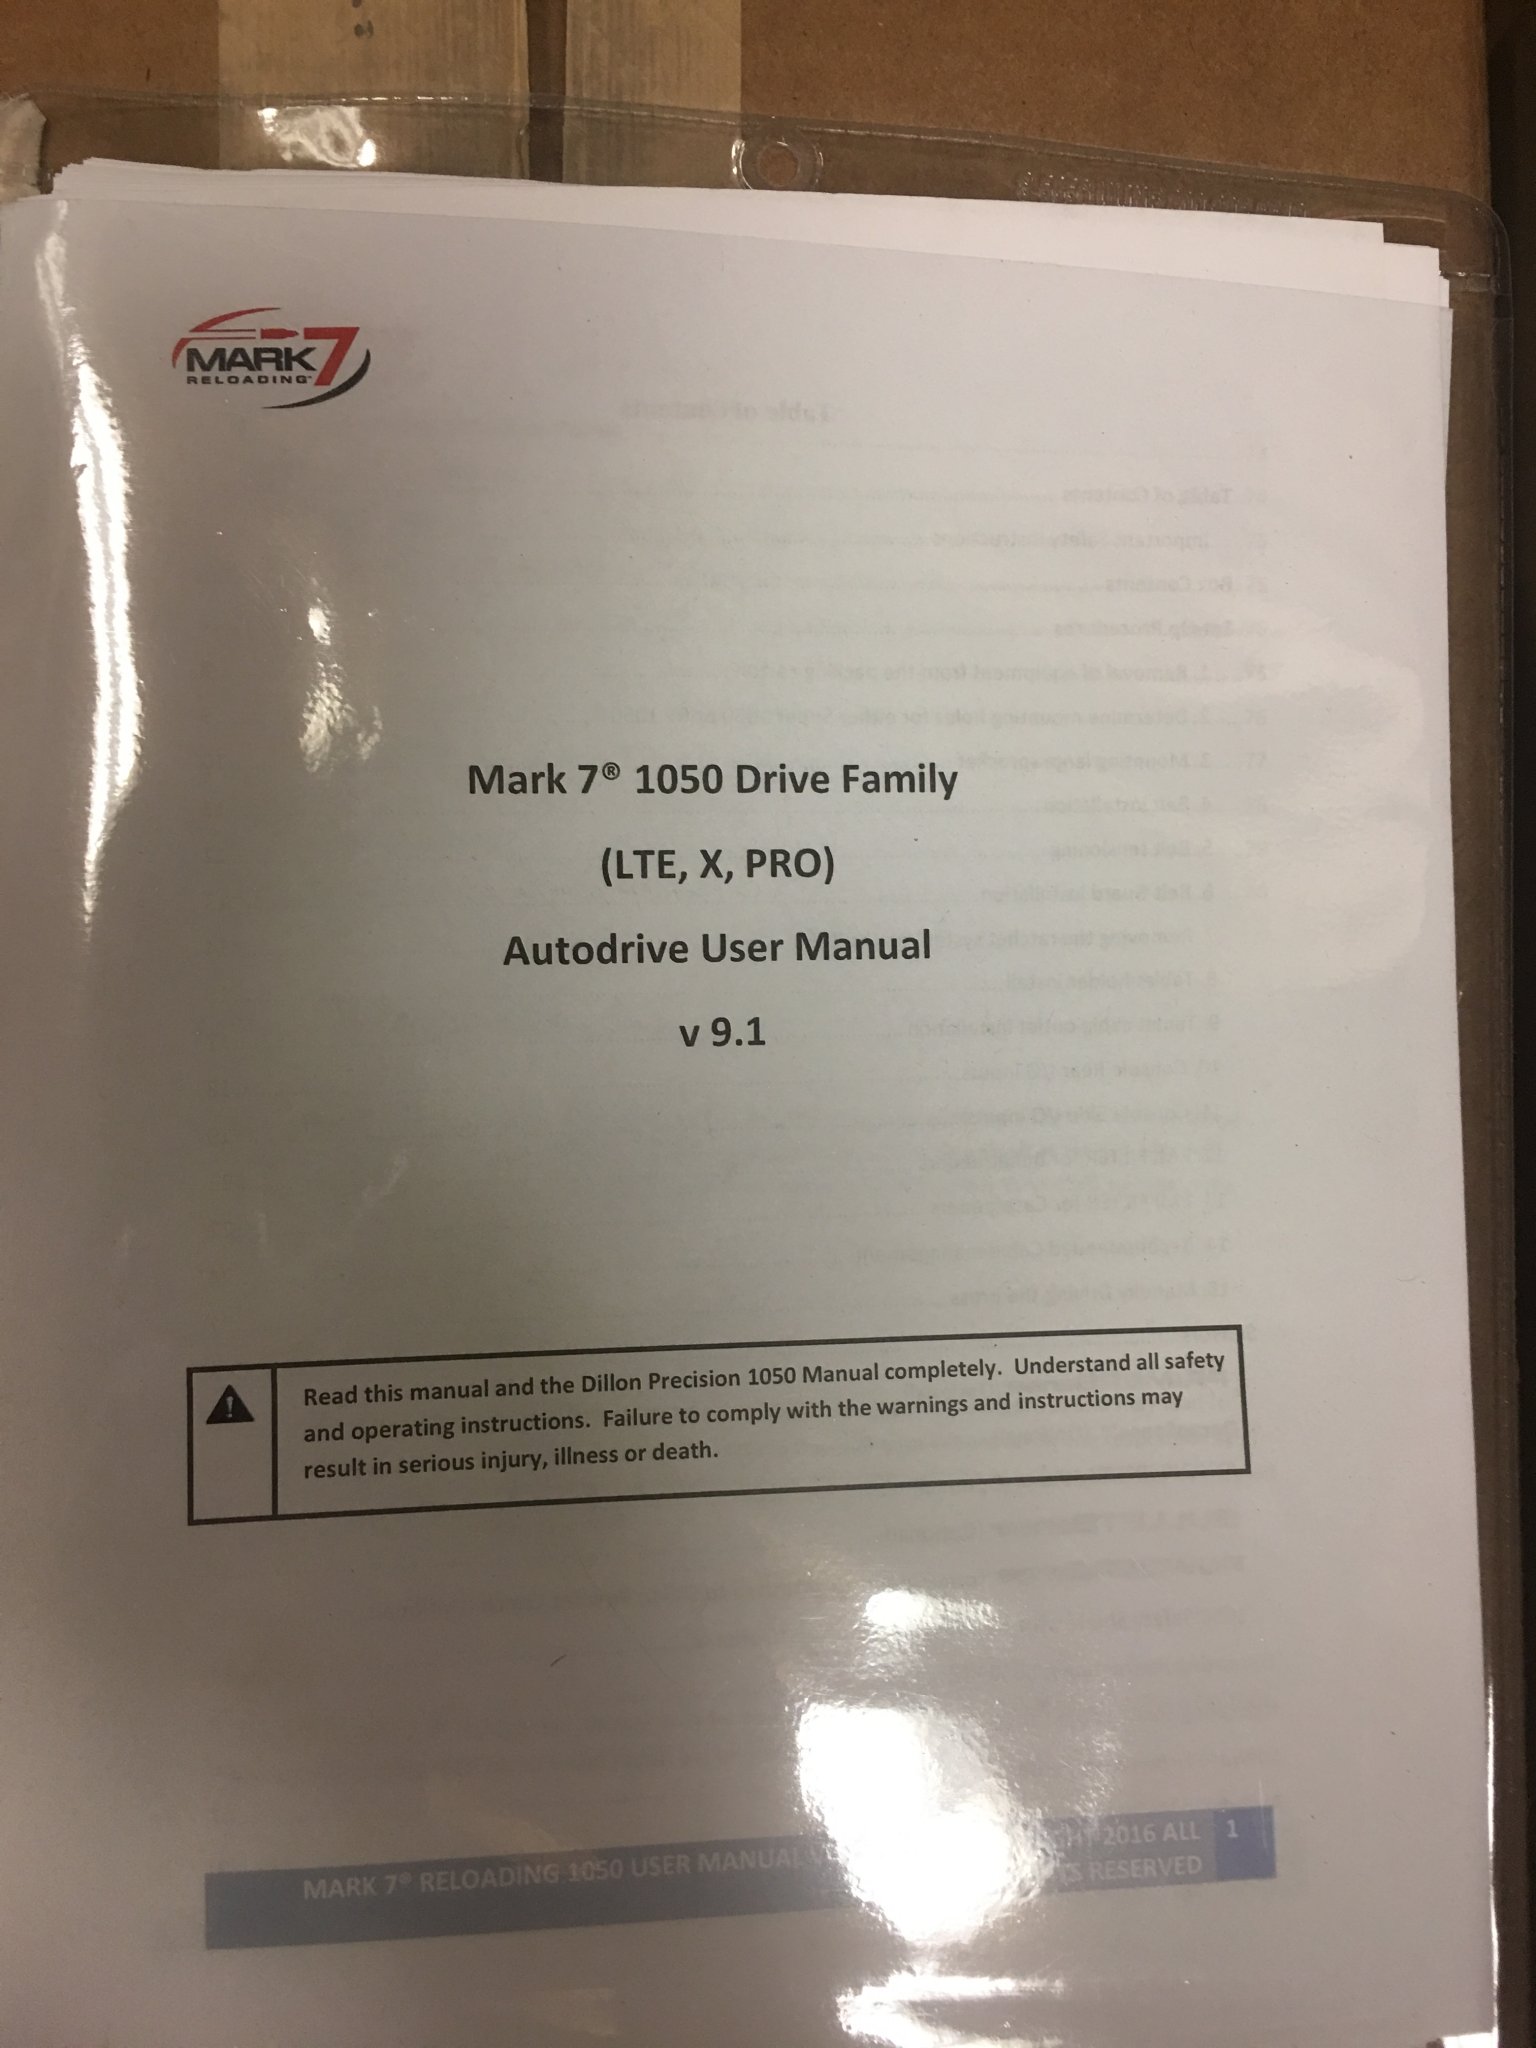 MARK 7
RELOADING
Mark 7® 1050 Drive Family
(LTE, X, PRO)
Autodrive User Manual
v 9.1
Read this manual and the Dillon Precision 1050 Manual completely. Understand all safety
and operating instructions. Failure to comply with the warnings and instructions may
result in serious injury, illness or death.
MARK 7® RELOADING 1050 USER MANUAL 2016 ALL 1
RESERVED